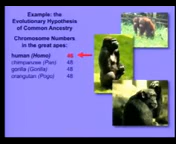 Example: the
Evolutionary Hypothesis
of Common Ancestry
Chromosome Numbers
in the great apes:
human (Homo) 46
chimpanzee (Pan) 48
gorilla (Gorilla) 48
orangutan (Pogo) 48